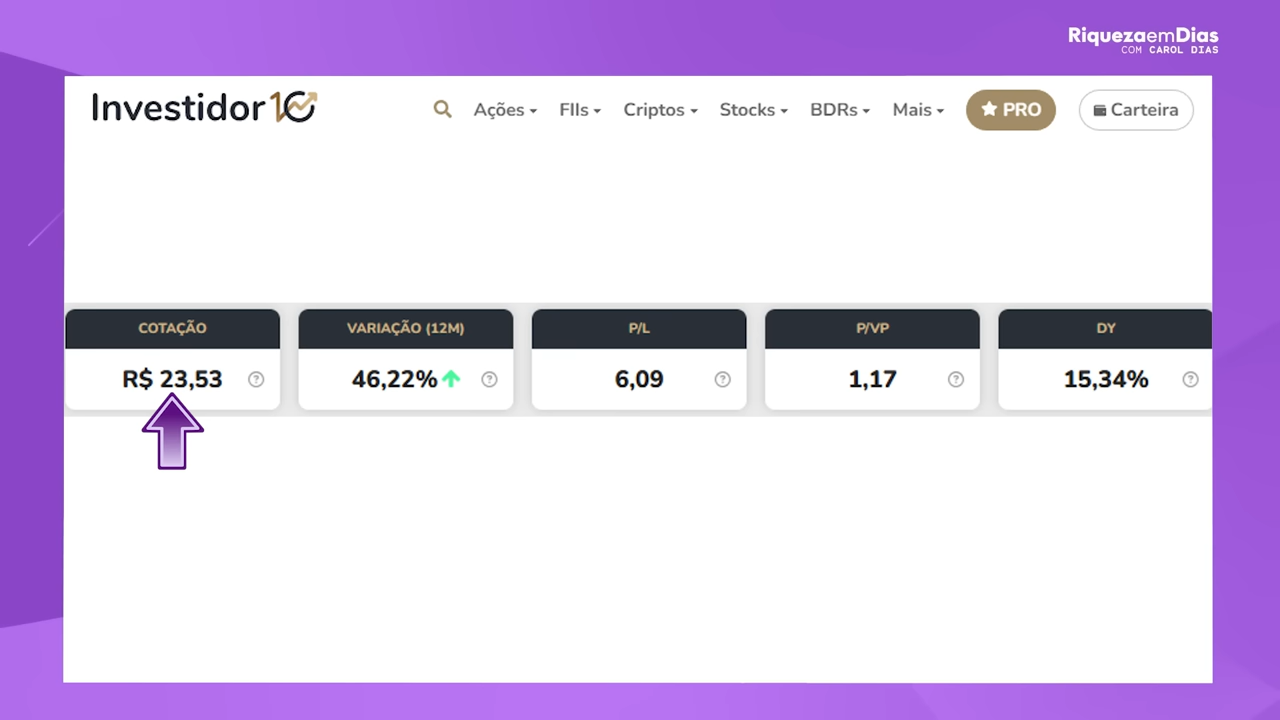 RiquezaemDias
COM CAROL DIAS
Investidor10
Ações
FIIs
Criptos
Stocks
BDRs
Mais
PRO
Carteira
COTAÇÃO
VARIAÇÃO (12M)
P/L
P/VP
DY
R$ 23,53
46,22%
6,09
1,17
15,34%